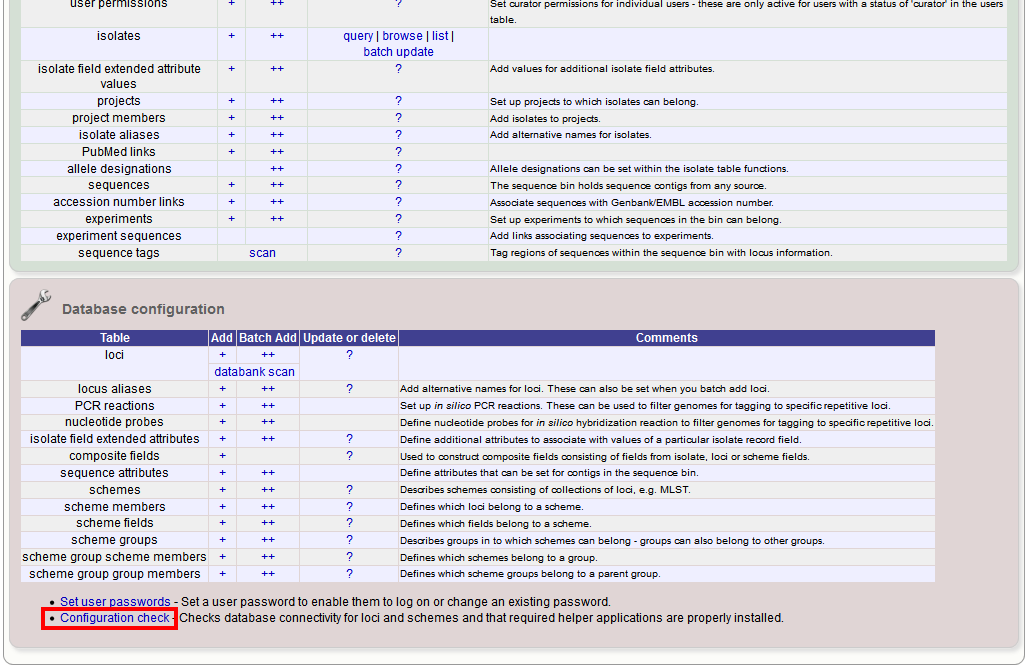 user permissions + ++ ? Set curator permissions for individual users - these are only active for users with a status of 'curator' in the users
table.
isolates + ++ query | browse | list |
batch update
isolate field extended attribute + ++ ? Add values for additional isolate field attributes.
values
projects + ++ ? Set up projects to which isolates can belong.
project members + ++ ? Add isolates to projects.
isolate aliases + ++ ? Add alternative names for isolates.
PubMed links + ++ ?
allele designations ++ ? Allele designations can be set within the isolate table functions.
sequences + ++ ? The sequence bin holds sequence contigs from any source.
accession number links + ++ ? Associate sequences with Genbank/EMBL accession number.
experiments + ++ ? Set up experiments to which sequences in the bin can belong.
experiment sequences ? Add links associating sequences to experiments.
sequence tags scan ? Tag regions of sequences within the sequence bin with locus information.
Database configuration
Table Add Batch Add Update or delete Comments
loci + ++ ?
databank scan
locus aliases + ++ ? Add alternative names for loci. These can also be set when you batch add loci.
PCR reactions + ++ Set up in silico PCR reactions. These can be used to filter genomes for tagging to specific repetitive loci.
nucleotide probes + ++ Define nucleotide probes for in silico hybridization reaction to filter genomes for tagging to specific repetitive loci.
isolate field extended attributes + ++ ? Define additional attributes to associate with values of a particular isolate record field.
composite fields + ? Used to construct composite fields consisting of fields from isolate, loci or scheme fields.
sequence attributes + ++ Define attributes that can be set for contigs in the sequence bin.
schemes + ++ ? Describes schemes consisting of collections of loci, e.g. MLST.
scheme members + ++ ? Defines which loci belong to a scheme.
scheme fields + ++ ? Defines which fields belong to a scheme.
scheme groups + ++ ? Describes groups in to which schemes can belong - groups can also belong to other groups.
scheme group scheme members + ++ ? Defines which schemes belong to a group.
scheme group group members + ++ ? Defines which scheme groups belong to a parent group.
• Set user passwords - Set a user password to enable them to log on or change an existing password.
• Configuration check - Checks database connectivity for loci and schemes and that required helper applications are properly installed.